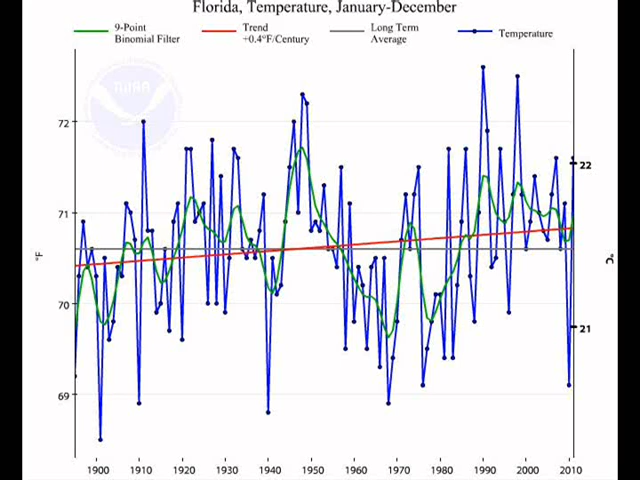 Florida, Temperature, January-December
9-Point
Binomial Filter
Trend
+0.4°F/Century
Long Term
Average
Temperature
NOAA
72
71
70
69
°F
22
21
°C
1900 1910 1920 1930 1940 1950 1960 1970 1980 1990 2000 2010